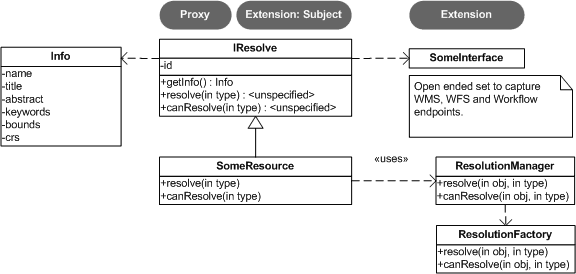 Proxy
Extension: Subject
Extension
Info
-name
-title
-abstract
-keywords
-bounds
-crs
IResolve
-id
+getInfo() : Info
+resolve(in type) : <unspecified>
+canResolve(in type) : <unspecified>
SomeInterface
Open ended set to capture
WMS, WFS and Workflow
endpoints.
SomeResource
+resolve(in type)
+canResolve(in type)
«uses»
ResolutionManager
+resolve(in obj, in type)
+canResolve(in obj, in type)
ResolutionFactory
+resolve(in obj, in type)
+canResolve(in obj, in type)